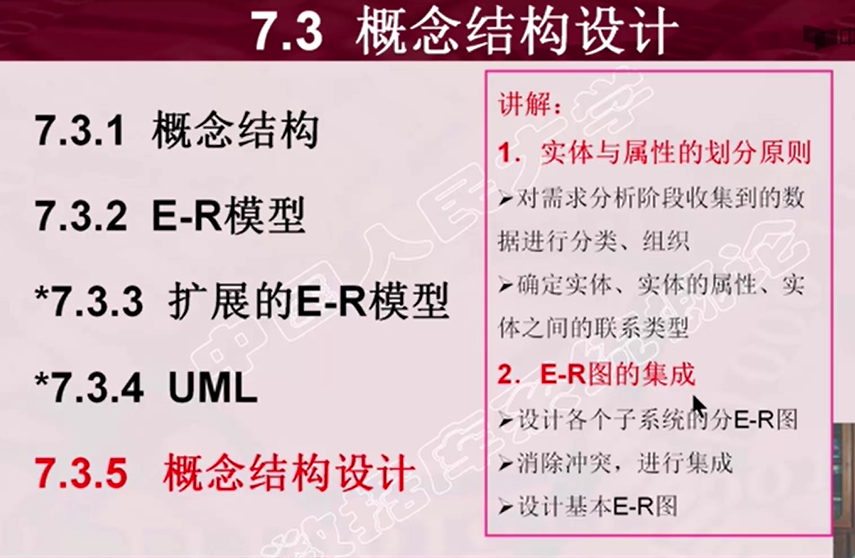 7.3 概念结构设计
7.3.1 概念结构
7.3.2 E-R模型
*7.3.3 扩展的E-R模型
*7.3.4 UML
7.3.5 概念结构设计
讲解：
1．实体与属性的划分原则
➢对需求分析阶段收集到的数
据进行分类、组织
➢确定实体、实体的属性、实
体之间的联系类型
2．E-R图的集成
➢设计各个子系统的分E-R图
➢消除冲突，进行集成
➢设计基本E-R图
中国人民大学
数据库系统概论